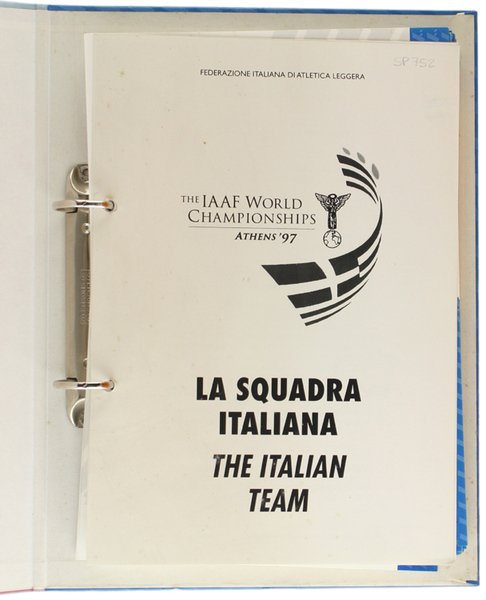 SP752
FEDERAZIONE ITALIANA DI ATLETICA LEGGERA
THE IAAF WORLD
CHAMPIONSHIPS
ATHENS '97
LA SQUADRA
ITALIANA
THE ITALIAN
TEAM